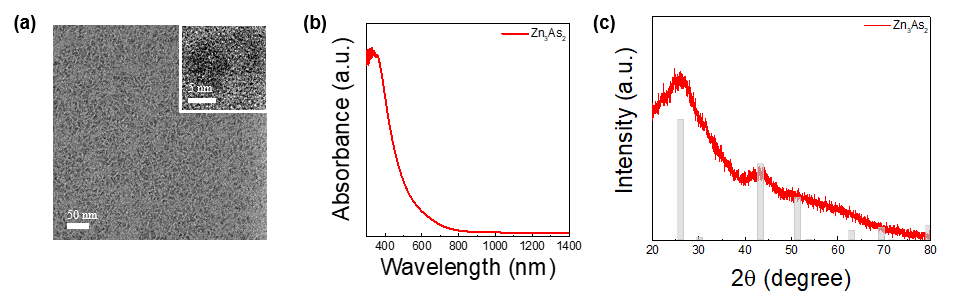 (a)
5 nm
50 nm
(b)
Absorbance (a.u.)
Zn₃As₂
400 600 800 1000 1200 1400
Wavelength (nm)
(c)
Intensity (a.u.)
Zn₃As₂
20 30 40 50 60 70 80
2θ (degree)